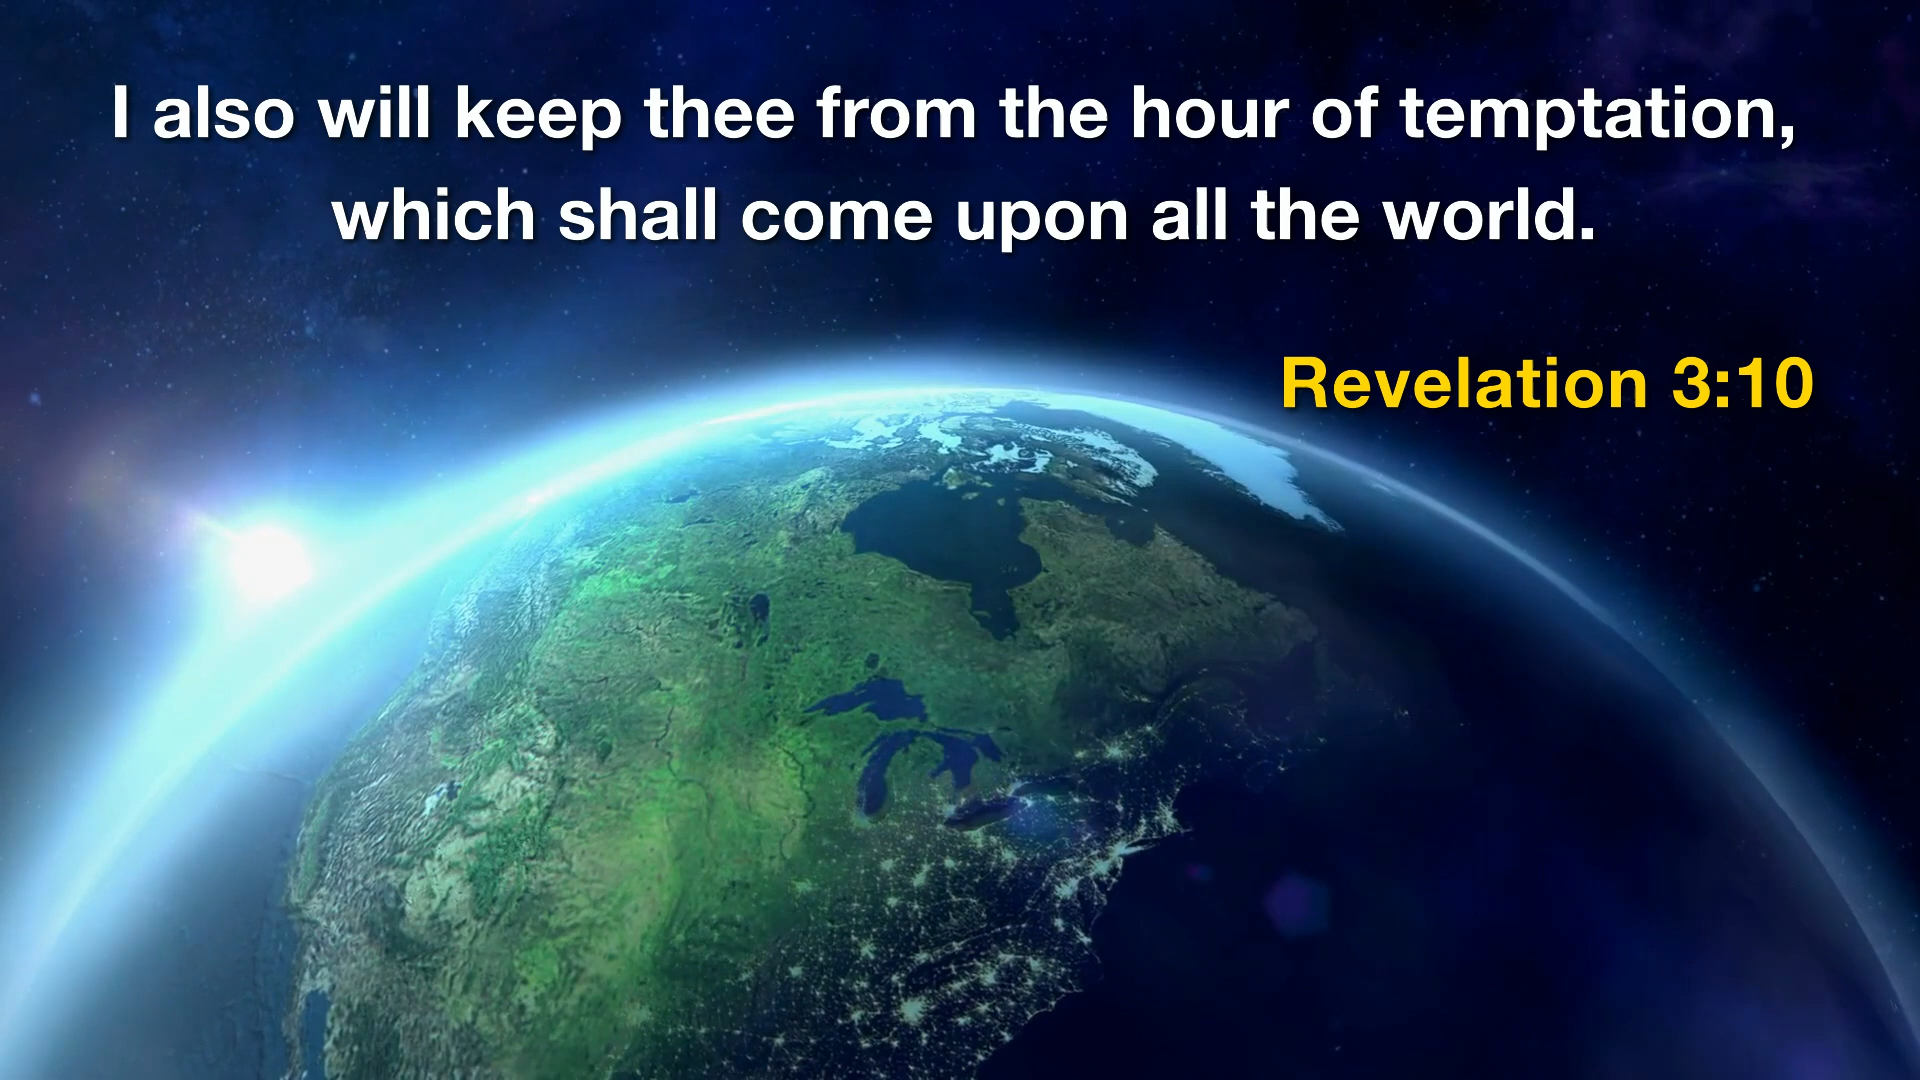 I also will keep thee from the hour of temptation,
which shall come upon all the world.
Revelation 3:10